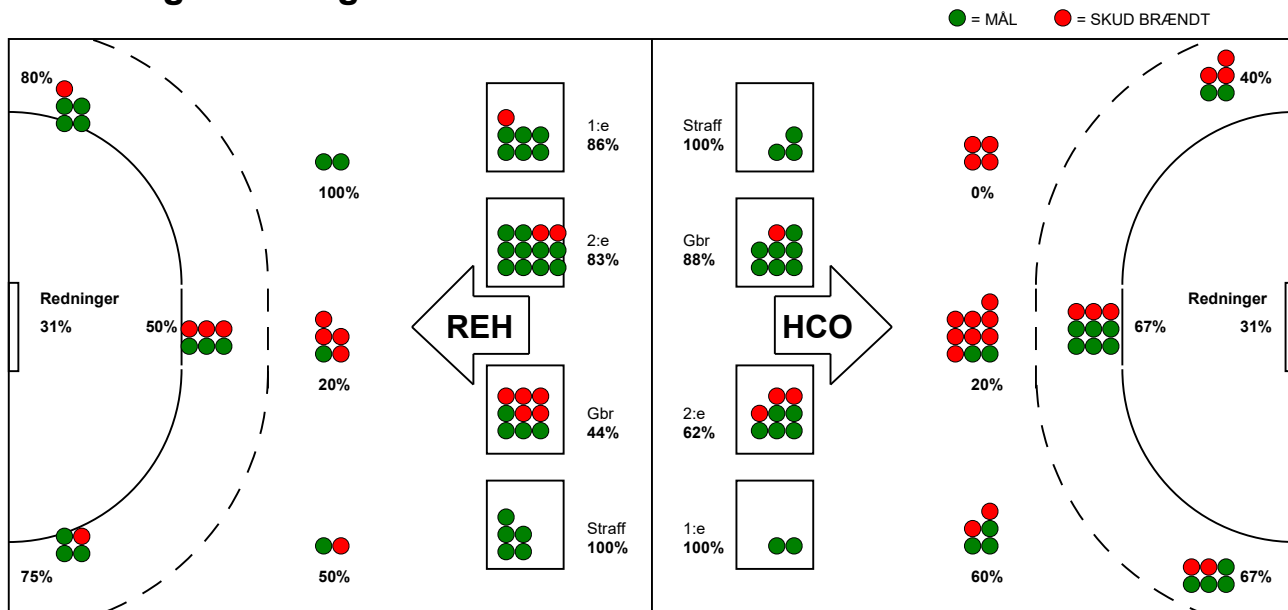 = MÅL = SKUD BRÆNDT
80%
40%
1:e
86%
Straff
100%
100%
0%
2:e
83%
Gbr
88%
Redninger
31%
50%
REH
HCO
67%
Redninger
31%
20%
20%
Gbr
44%
2:e
62%
Straff
100%
1:e
100%
75%
50%
60%
67%